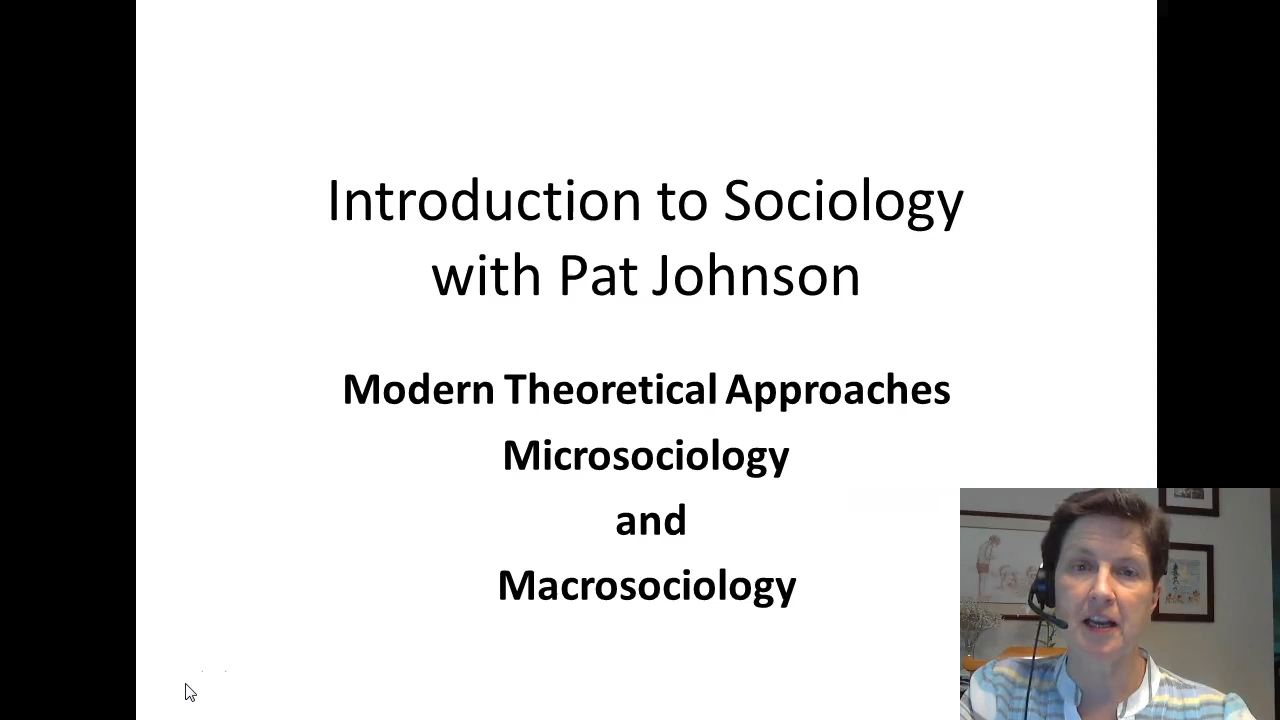 Introduction to Sociology
with Pat Johnson
Modern Theoretical Approaches
Microsociology
and
Macrosociology